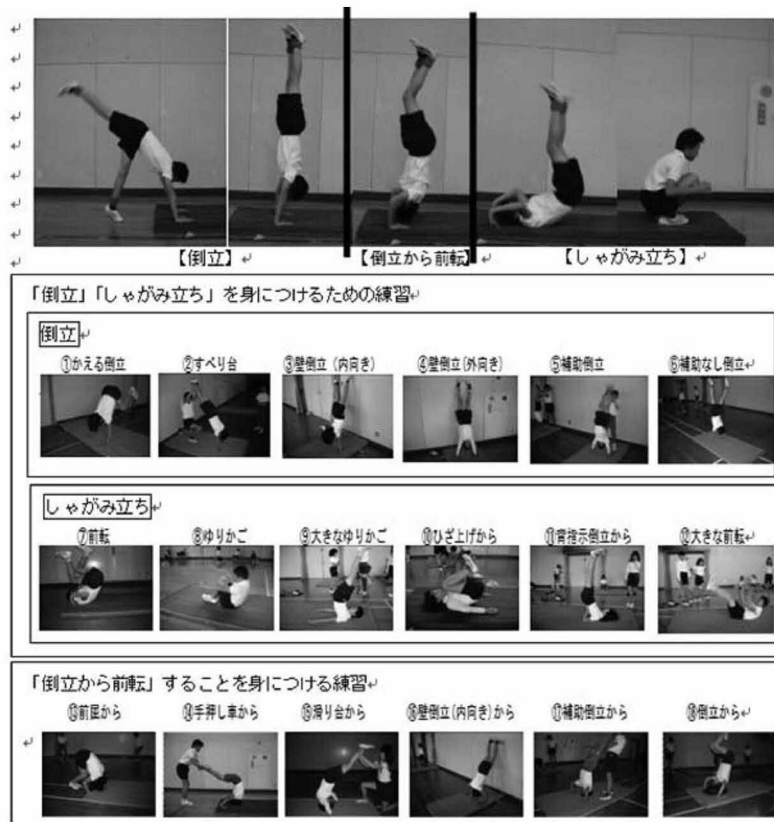 【倒立】 【倒立から前転】 【しゃがみ立ち】
「倒立」「しゃがみ立ち」を身につけるための練習
倒立
①かえる倒立 ②すべり台 ③壁倒立(内向き) ④壁倒立(外向き) ⑤補助倒立 ⑥補助なし倒立
しゃがみ立ち
⑦前転 ⑧ゆりかご ⑨大きなゆりかご ⑩ひざ上げから ⑪背指示倒立から ⑫大きな前転
「倒立から前転」することを身につける練習
⑬前屈から ⑭手押し車から ⑮滑り台から ⑯壁倒立(内向き)から ⑰補助倒立から ⑱倒立から